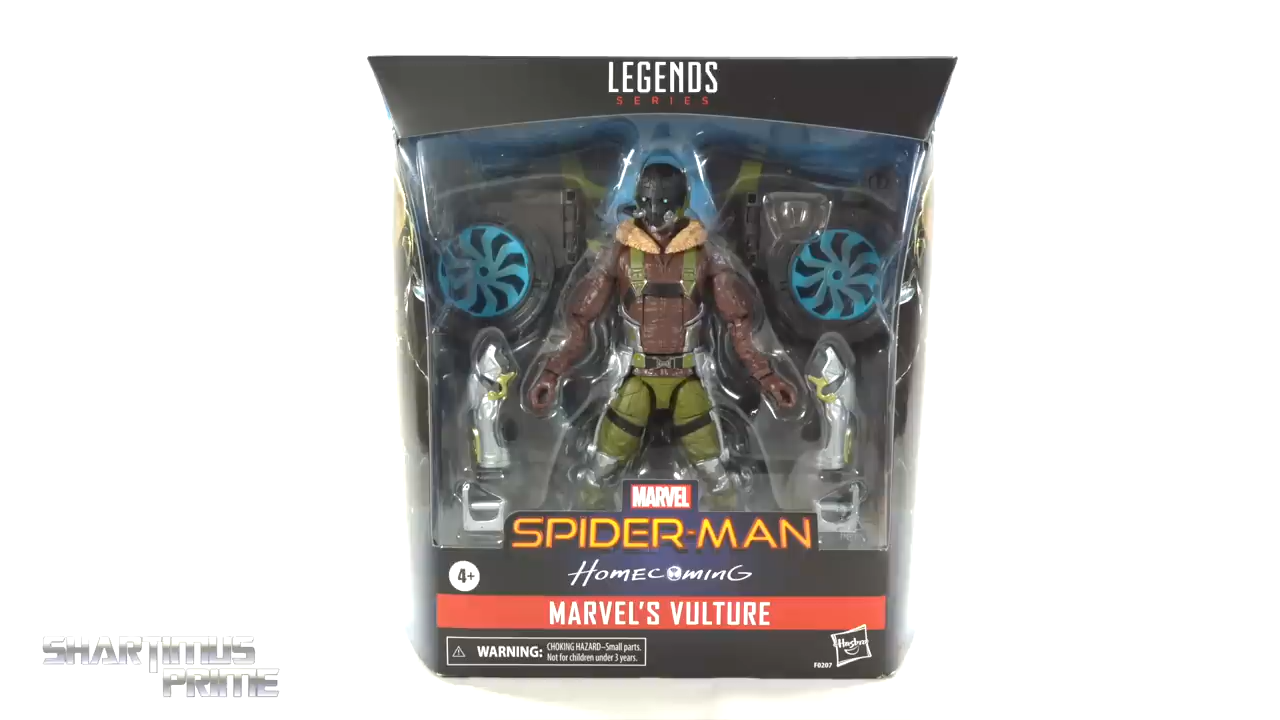 LEGENDS
SERIES
MARVEL
SPIDER-MAN
HOMECOMING
4+
MARVEL'S VULTURE
WARNING: CHOKING HAZARD–Small parts.
Not for children under 3 years.
Hasbro
F0207
SHARTIMUS
PRIME